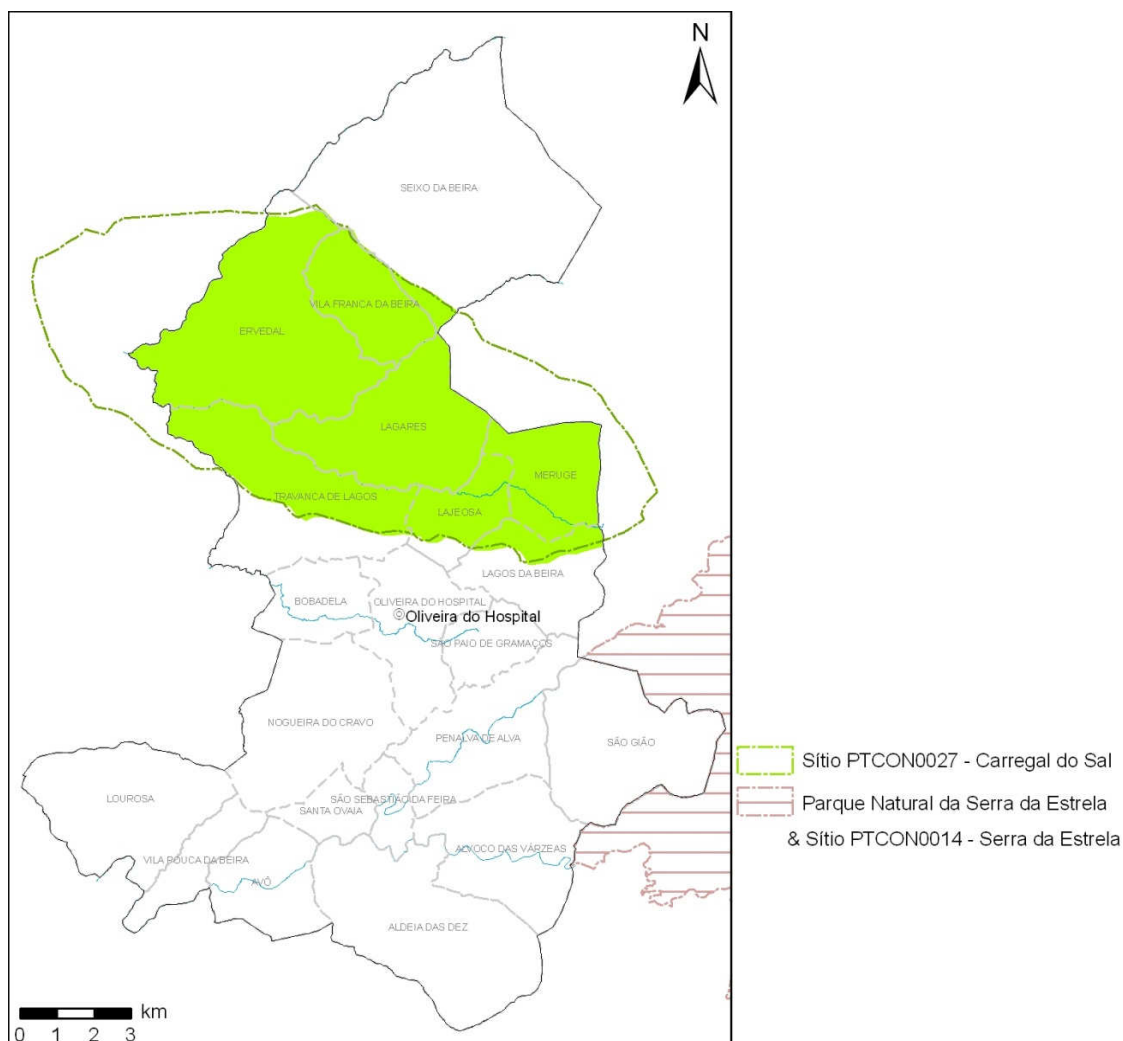 N
SEIXO DA BEIRA
VILA FRANCA DA BEIRA
ERVEDAL
LAGARES
MERUGE
TRAVANCA DE LAGOS
LAJEOSA
LAGOS DA BEIRA
BOBADELA
OLIVEIRA DO HOSPITAL
Oliveira do Hospital
SÃO PAIO DE GRAMAÇOS
NOGUEIRA DO CRAVO
PENALVA DE ALVA
SÃO GIÃO
Sítio PTCON0027 - Carregal do Sal
LOUROSA
SÃO SEBASTIÃO DA FEIRA
SANTA OVAIA
Parque Natural da Serra da Estrela
& Sítio PTCON0014 - Serra da Estrela
ALVOCO DAS VÁRZEAS
VILA POUCA DA BEIRA
AVÔ
ALDEIA DAS DEZ
km
0 1 2 3